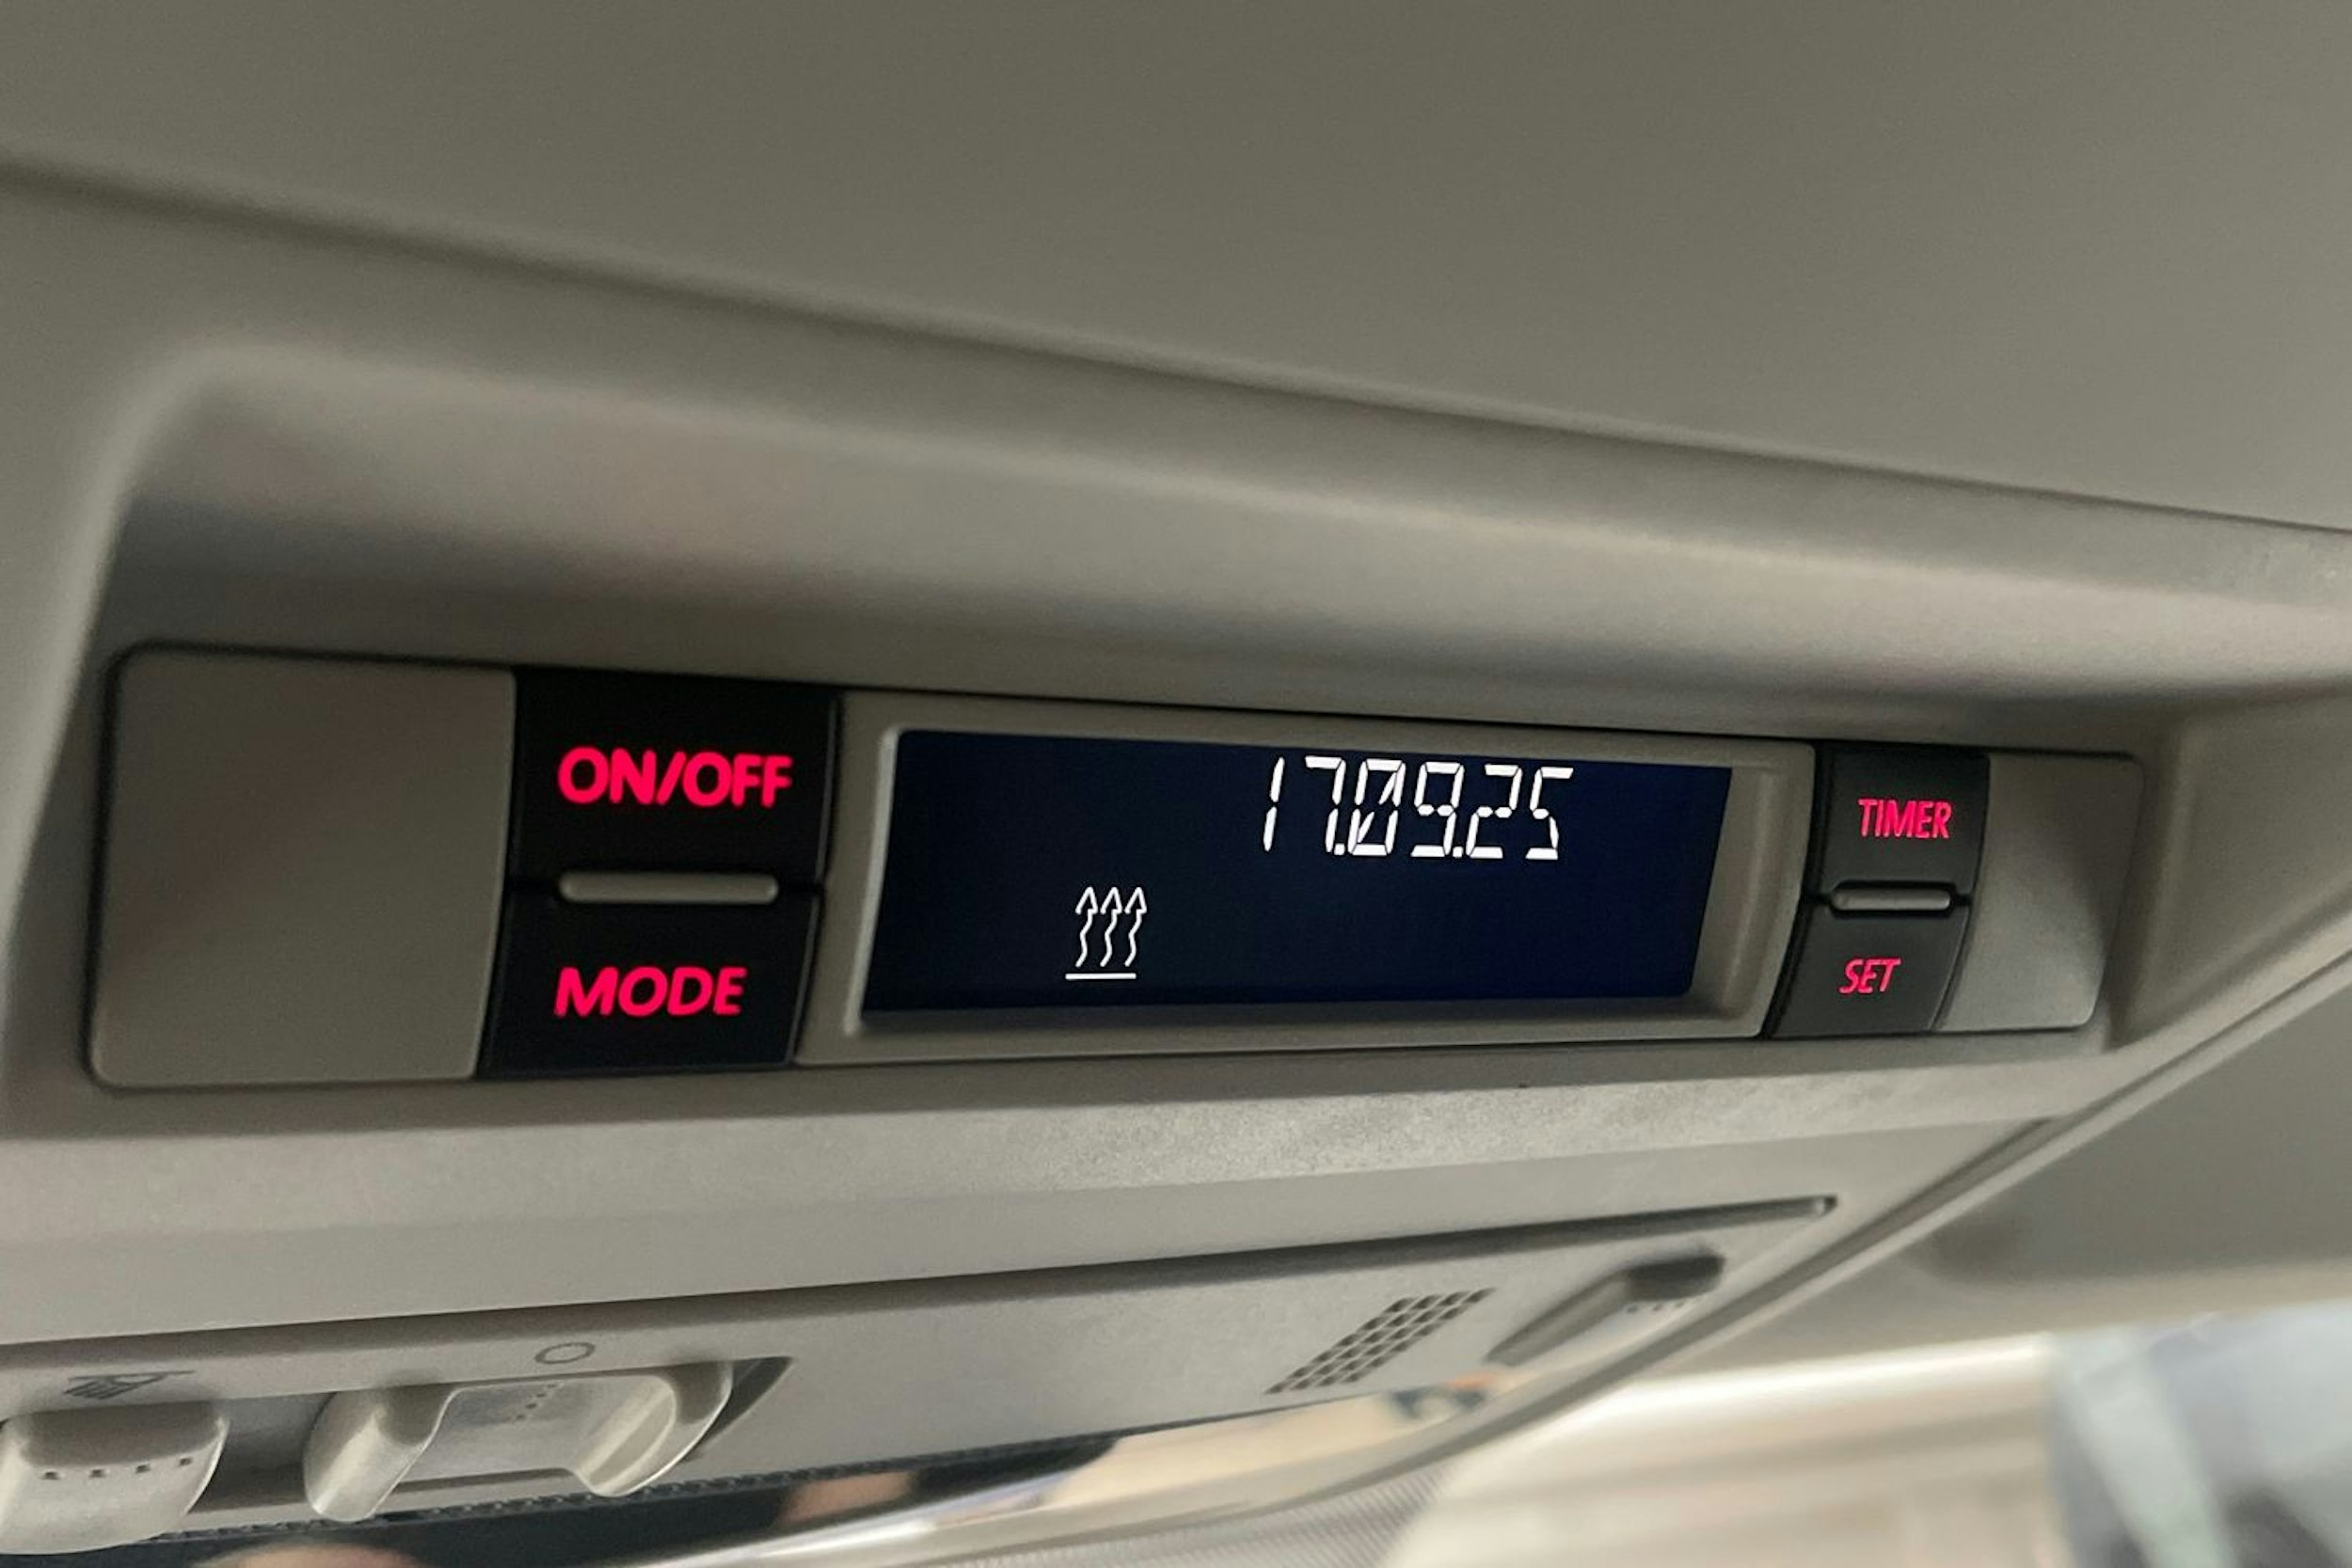 ON/OFF
MODE
17.09.25
TIMER
SET